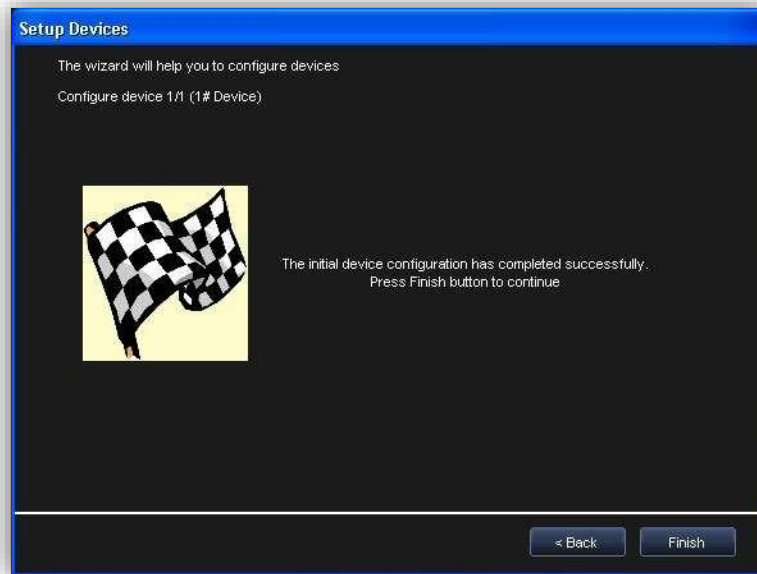 Setup Devices
The wizard will help you to configure devices
Configure device 1/1 (1# Device)
The initial device configuration has completed successfully.
Press Finish button to continue
< Back
Finish